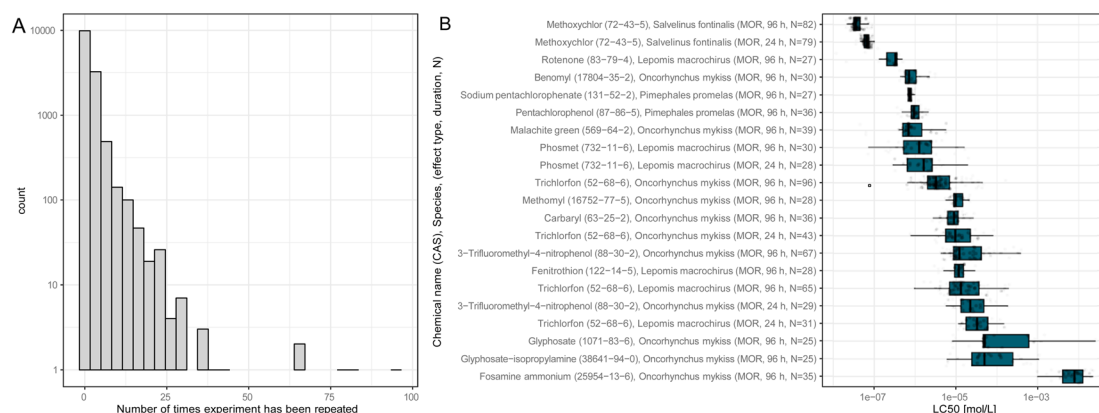 A
10000
1000
100
10
1
count
0
25
50
75
100
Number of times experiment has been repeated
B
Chemical name (CAS), Species, (effect type, duration, N)
Methoxychlor (72−43−5), Salvelinus fontinalis (MOR, 96 h, N=82)
Methoxychlor (72−43−5), Salvelinus fontinalis (MOR, 24 h, N=79)
Rotenone (83−79−4), Lepomis macrochirus (MOR, 96 h, N=27)
Benomyl (17804−35−2), Oncorhynchus mykiss (MOR, 96 h, N=30)
Sodium pentachlorophenate (131−52−2), Pimephales promelas (MOR, 96 h, N=27)
Pentachlorophenol (87−86−5), Pimephales promelas (MOR, 96 h, N=36)
Malachite green (569−64−2), Oncorhynchus mykiss (MOR, 96 h, N=39)
Phosmet (732−11−6), Lepomis macrochirus (MOR, 96 h, N=30)
Phosmet (732−11−6), Lepomis macrochirus (MOR, 24 h, N=28)
Trichlorfon (52−68−6), Oncorhynchus mykiss (MOR, 96 h, N=96)
Methomyl (16752−77−5), Oncorhynchus mykiss (MOR, 96 h, N=28)
Carbaryl (63−25−2), Oncorhynchus mykiss (MOR, 96 h, N=36)
Trichlorfon (52−68−6), Oncorhynchus mykiss (MOR, 24 h, N=43)
3−Trifluoromethyl−4−nitrophenol (88−30−2), Oncorhynchus mykiss (MOR, 96 h, N=67)
Fenitrothion (122−14−5), Lepomis macrochirus (MOR, 96 h, N=28)
Trichlorfon (52−68−6), Lepomis macrochirus (MOR, 96 h, N=65)
3−Trifluoromethyl−4−nitrophenol (88−30−2), Oncorhynchus mykiss (MOR, 24 h, N=29)
Trichlorfon (52−68−6), Lepomis macrochirus (MOR, 24 h, N=31)
Glyphosate (1071−83−6), Oncorhynchus mykiss (MOR, 96 h, N=25)
Glyphosate−isopropylamine (38641−94−0), Oncorhynchus mykiss (MOR, 96 h, N=25)
Fosamine ammonium (25954−13−6), Oncorhynchus mykiss (MOR, 96 h, N=35)
1e−07
1e−05
1e−03
LC50 [mol/L]